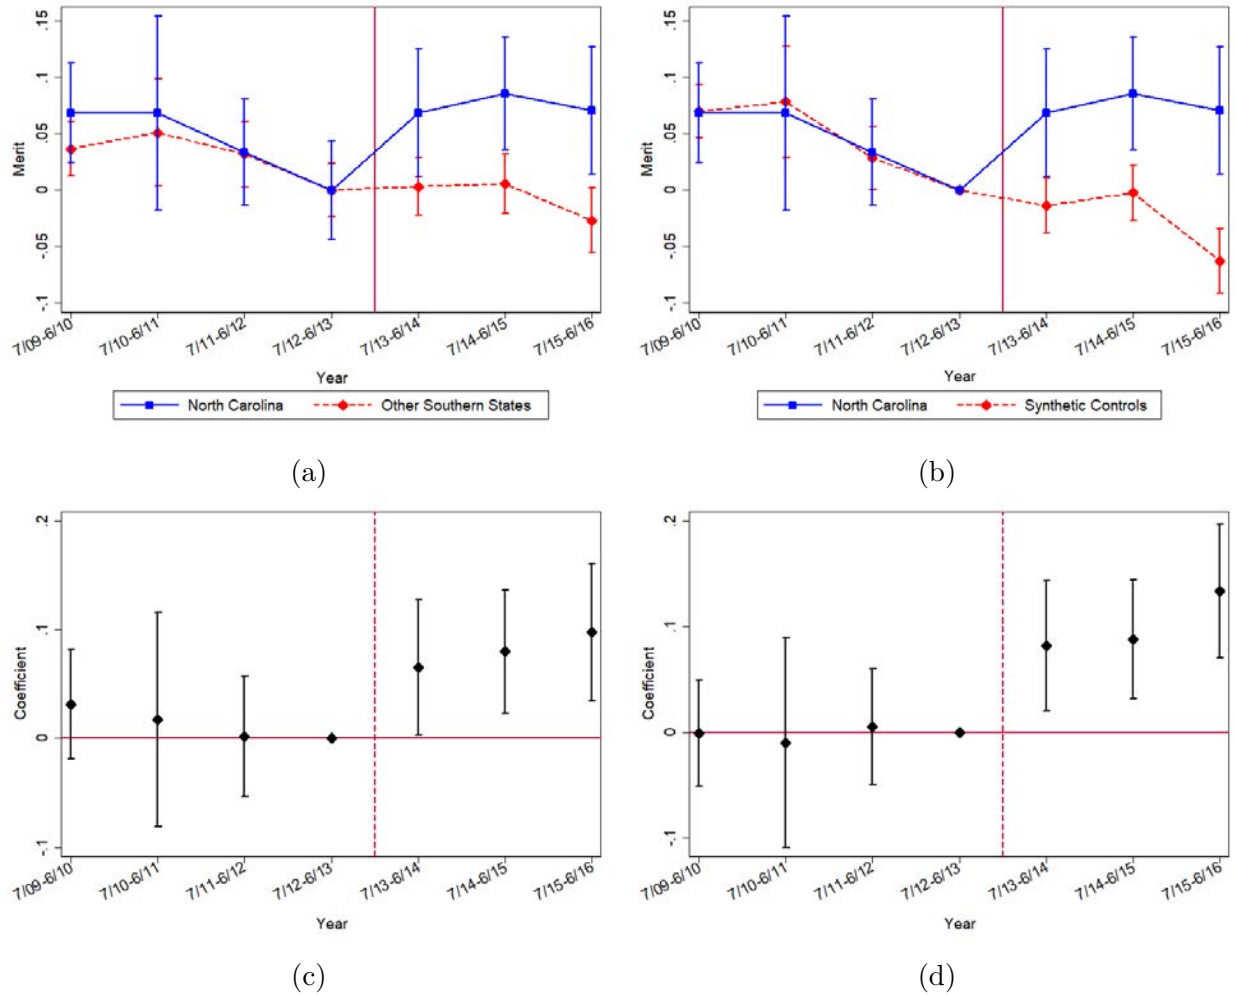 .15
.1
.05
0
-.05
-.1
Merit
7/09-6/10 7/10-6/11 7/11-6/12 7/12-6/13 7/13-6/14 7/14-6/15 7/15-6/16
Year
North Carolina Other Southern States
(a)
.15
.1
.05
0
-.05
-.1
Merit
7/09-6/10 7/10-6/11 7/11-6/12 7/12-6/13 7/13-6/14 7/14-6/15 7/15-6/16
Year
North Carolina Synthetic Controls
(b)
.2
.1
0
-.1
Coefficient
7/09-6/10 7/10-6/11 7/11-6/12 7/12-6/13 7/13-6/14 7/14-6/15 7/15-6/16
Year
(c)
.2
.1
0
-.1
Coefficient
7/09-6/10 7/10-6/11 7/11-6/12 7/12-6/13 7/13-6/14 7/14-6/15 7/15-6/16
Year
(d)